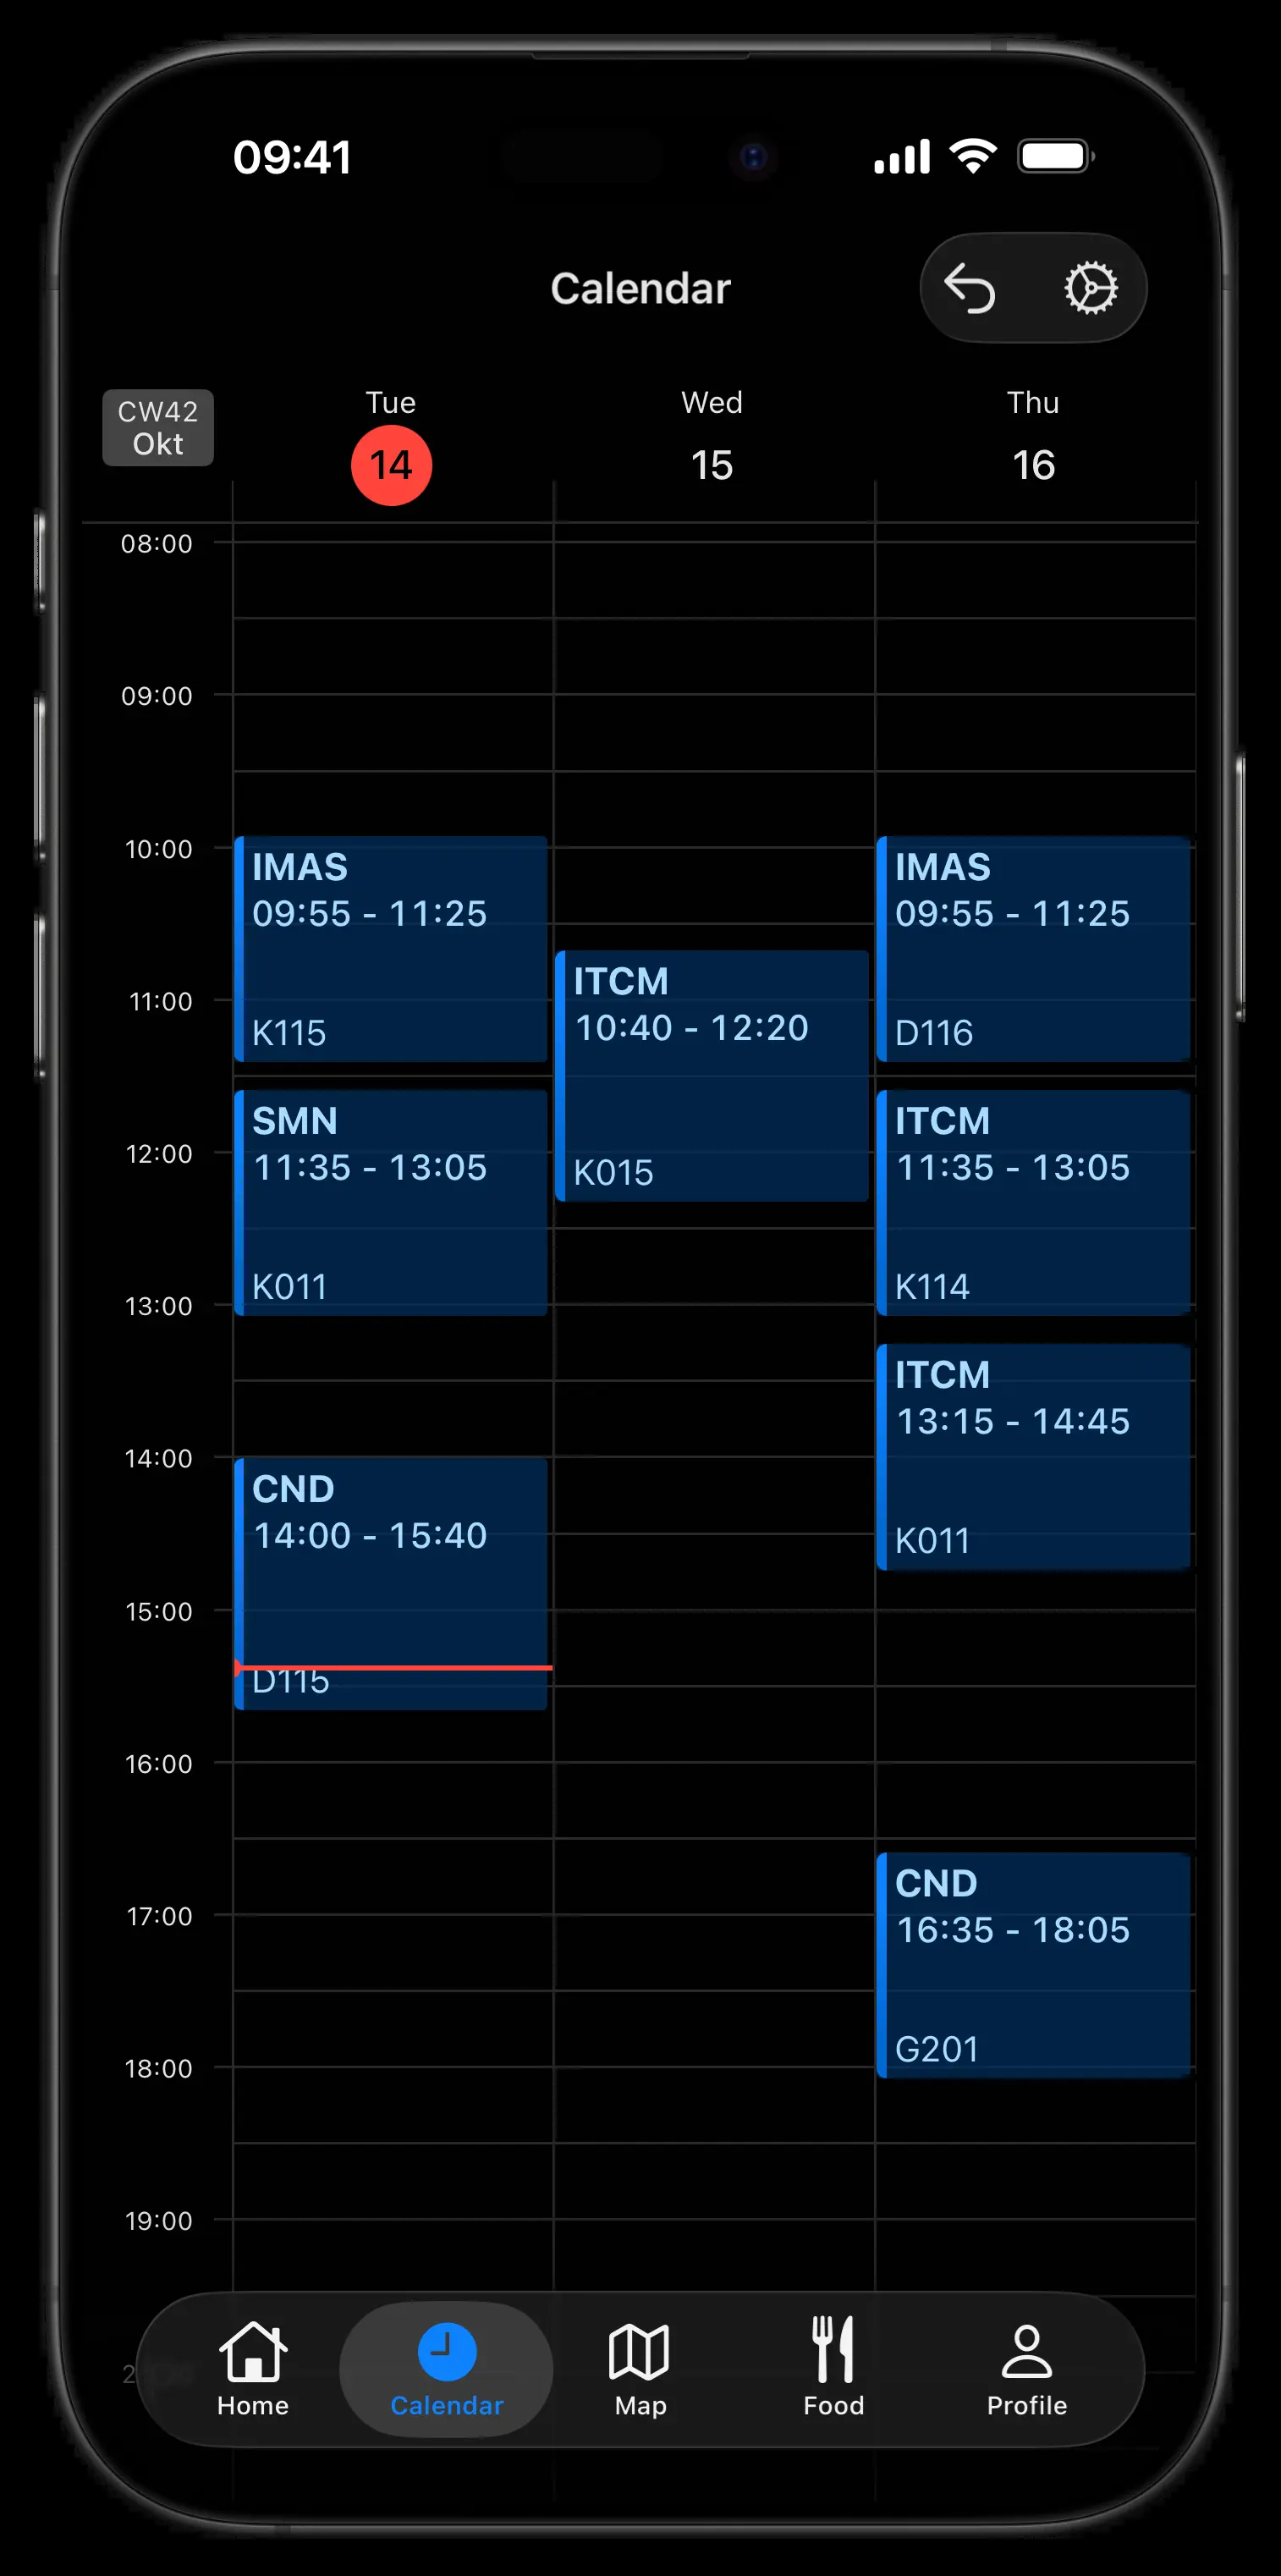 09:41
Calendar
CW42
Okt
Tue
14
Wed
15
Thu
16
08:00
09:00
10:00
11:00
12:00
13:00
14:00
15:00
16:00
17:00
18:00
19:00
IMAS
09:55 - 11:25
K115
SMN
11:35 - 13:05
K011
CND
14:00 - 15:40
D115
ITCM
10:40 - 12:20
K015
IMAS
09:55 - 11:25
D116
ITCM
11:35 - 13:05
K114
ITCM
13:15 - 14:45
K011
CND
16:35 - 18:05
G201
Home
Calendar
Map
Food
Profile